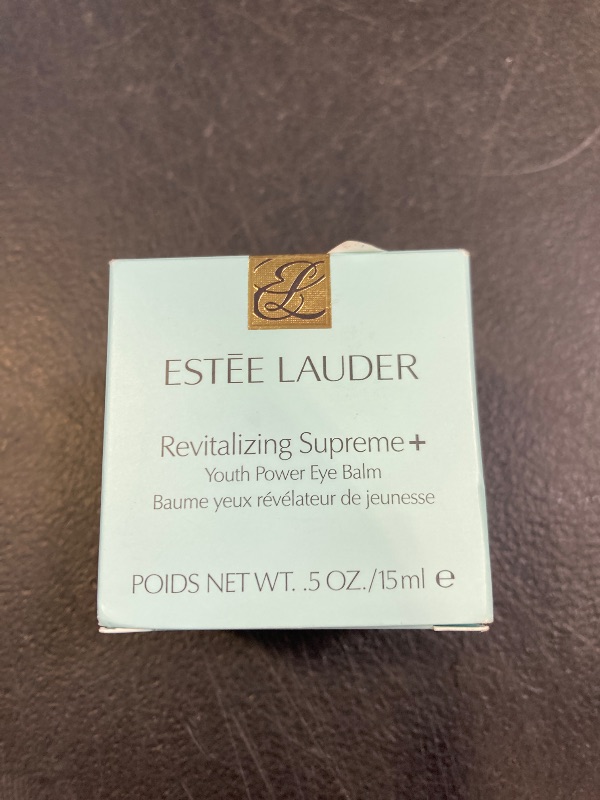 EL
ESTĒE LAUDER
Revitalizing Supreme+
Youth Power Eye Balm
Baume yeux révélateur de jeunesse
POIDS NET WT. .5 OZ./15ml e